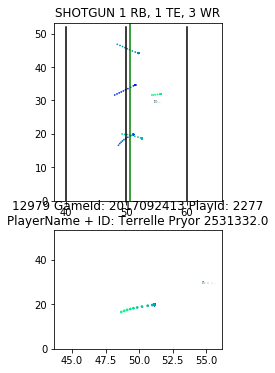 SHOTGUN 1 RB, 1 TE, 3 WR
50
40
30
20
10
0
40 50 60
12979 GameId: 2017092413 PlayId: 2277
PlayerName + ID: Terrelle Pryor 2531332.0
40
20
0
45.0 47.5 50.0 52.5 55.0